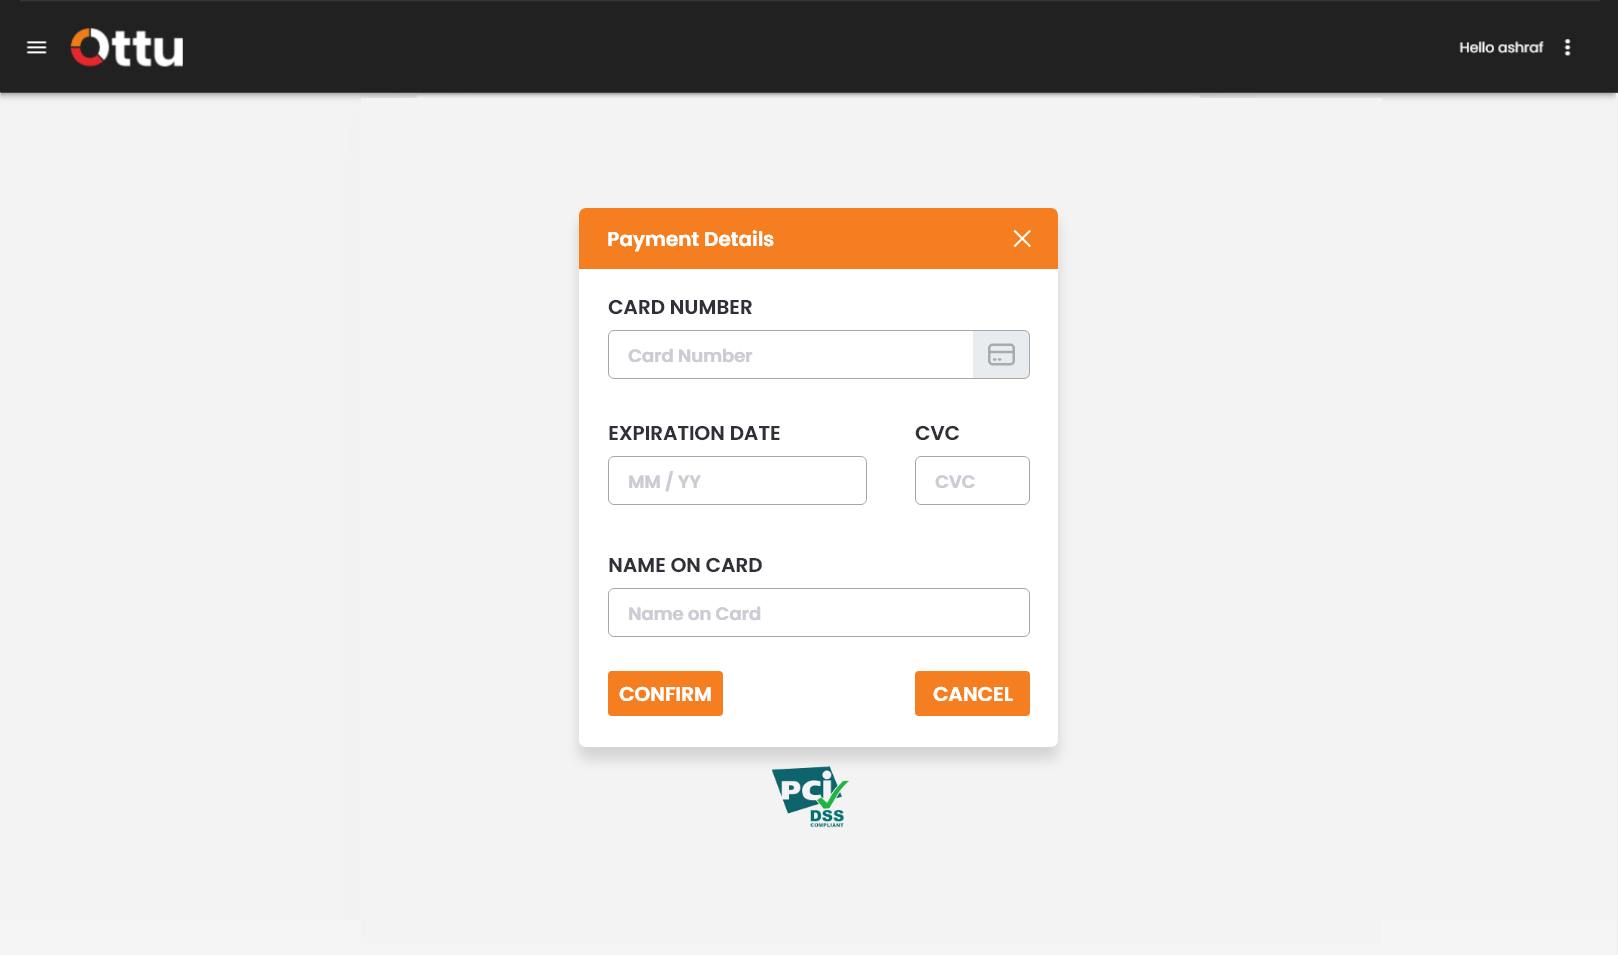 Ottu
Hello ashraf
Payment Details
CARD NUMBER
Card Number
EXPIRATION DATE
CVC
MM / YY
CVC
NAME ON CARD
Name on Card
CONFIRM
CANCEL
PCi
DSS
COMPLIANT